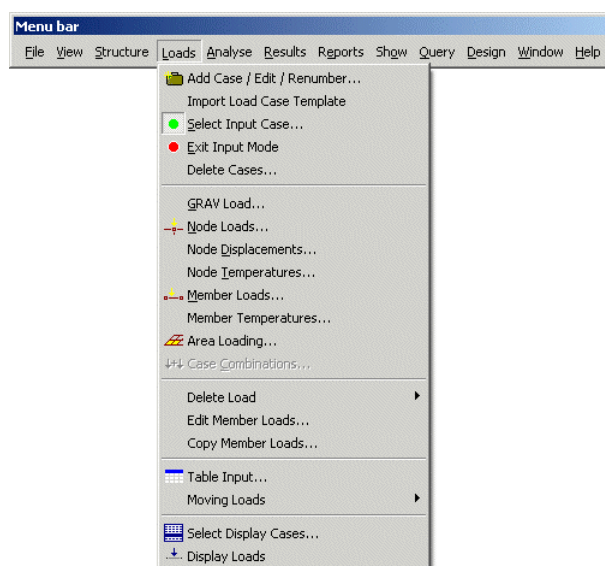 Menu bar
File View Structure Loads Analyse Results Reports Show Query Design Window Help
Add Case / Edit / Renumber...
Import Load Case Template
Select Input Case...
Exit Input Mode
Delete Cases...
GRAV Load...
Node Loads...
Node Displacements...
Node Temperatures...
Member Loads...
Member Temperatures...
Area Loading...
Case Combinations...
Delete Load
Edit Member Loads...
Copy Member Loads...
Table Input...
Moving Loads
Select Display Cases...
Display Loads